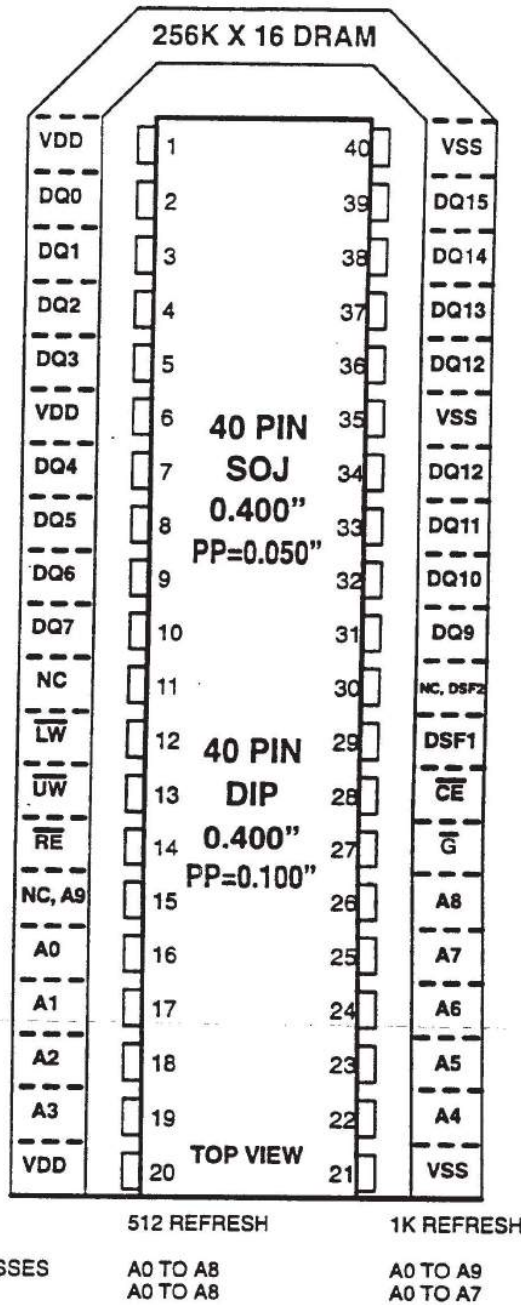 256K X 16 DRAM
VDD 1 40 VSS
DQ0 2 39 DQ15
DQ1 3 38 DQ14
DQ2 4 37 DQ13
DQ3 5 36 DQ12
VDD 6 35 VSS
DQ4 7 34 DQ12
DQ5 8 33 DQ11
DQ6 9 32 DQ10
DQ7 10 31 DQ9
NC 11 30 NC, DSF2
LW 12 29 DSF1
UW 13 28 CE
RE 14 27 G
NC, A9 15 26 A8
A0 16 25 A7
A1 17 24 A6
A2 18 23 A5
A3 19 22 A4
VDD 20 21 VSS
40 PIN
SOJ
0.400"
PP=0.050"
40 PIN
DIP
0.400"
PP=0.100"
TOP VIEW
512 REFRESH 1K REFRESH
SSES A0 TO A8 A0 TO A9
A0 TO A8 A0 TO A7